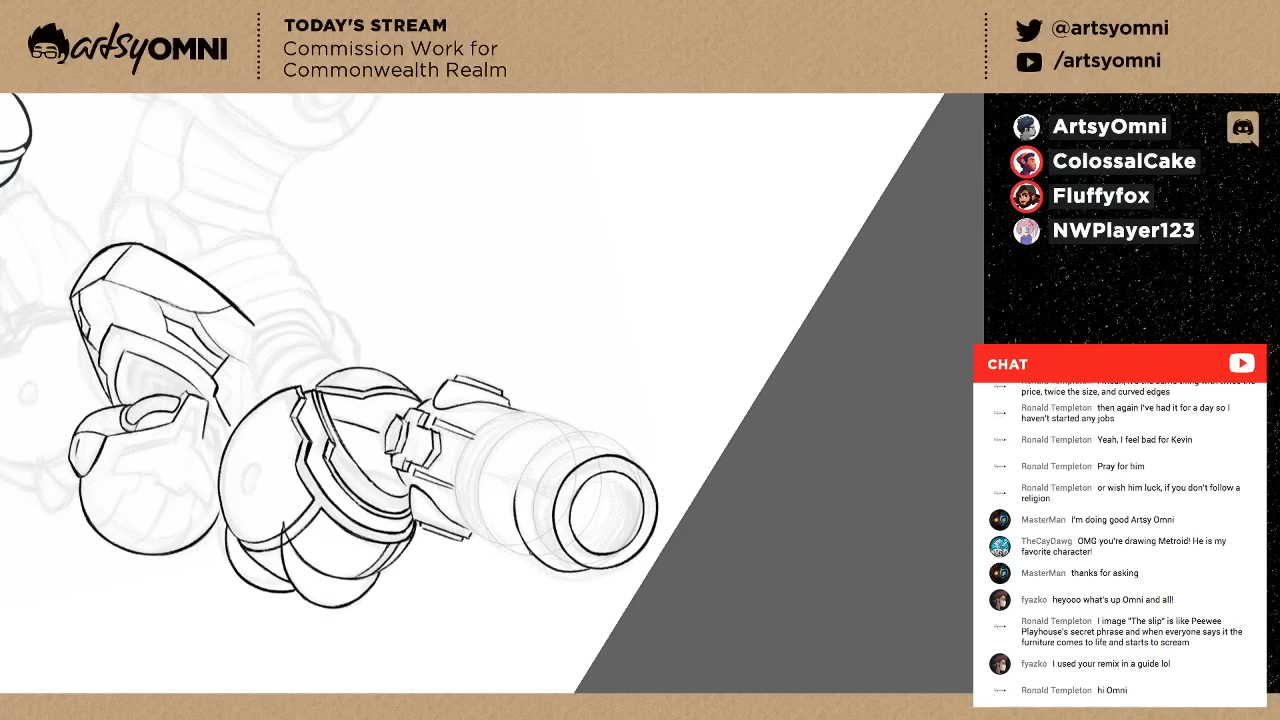 artsyOMNI
TODAY'S STREAM
Commission Work for
Commonwealth Realm
@artsyomni
/artsyomni
ArtsyOmni
ColossalCake
Fluffyfox
NWPlayer123
CHAT
price, twice the size, and curved edges
Ronald Templeton then again I've had it for a day so I
haven't started any jobs
Ronald Templeton Yeah, I feel bad for Kevin
Ronald Templeton Pray for him
Ronald Templeton or wish him luck, if you don't follow a
religion
MasterMan I'm doing good Artsy Omni
TheCayDawg OMG you're drawing Metroid! He is my
favorite character!
MasterMan thanks for asking
fyazko heyooo what's up Omni and all!
Ronald Templeton I image "The slip" is like Peewee
Playhouse's secret phrase and when everyone says it the
furniture comes to life and starts to scream
fyazko I used your remix in a guide lol
Ronald Templeton hi Omni